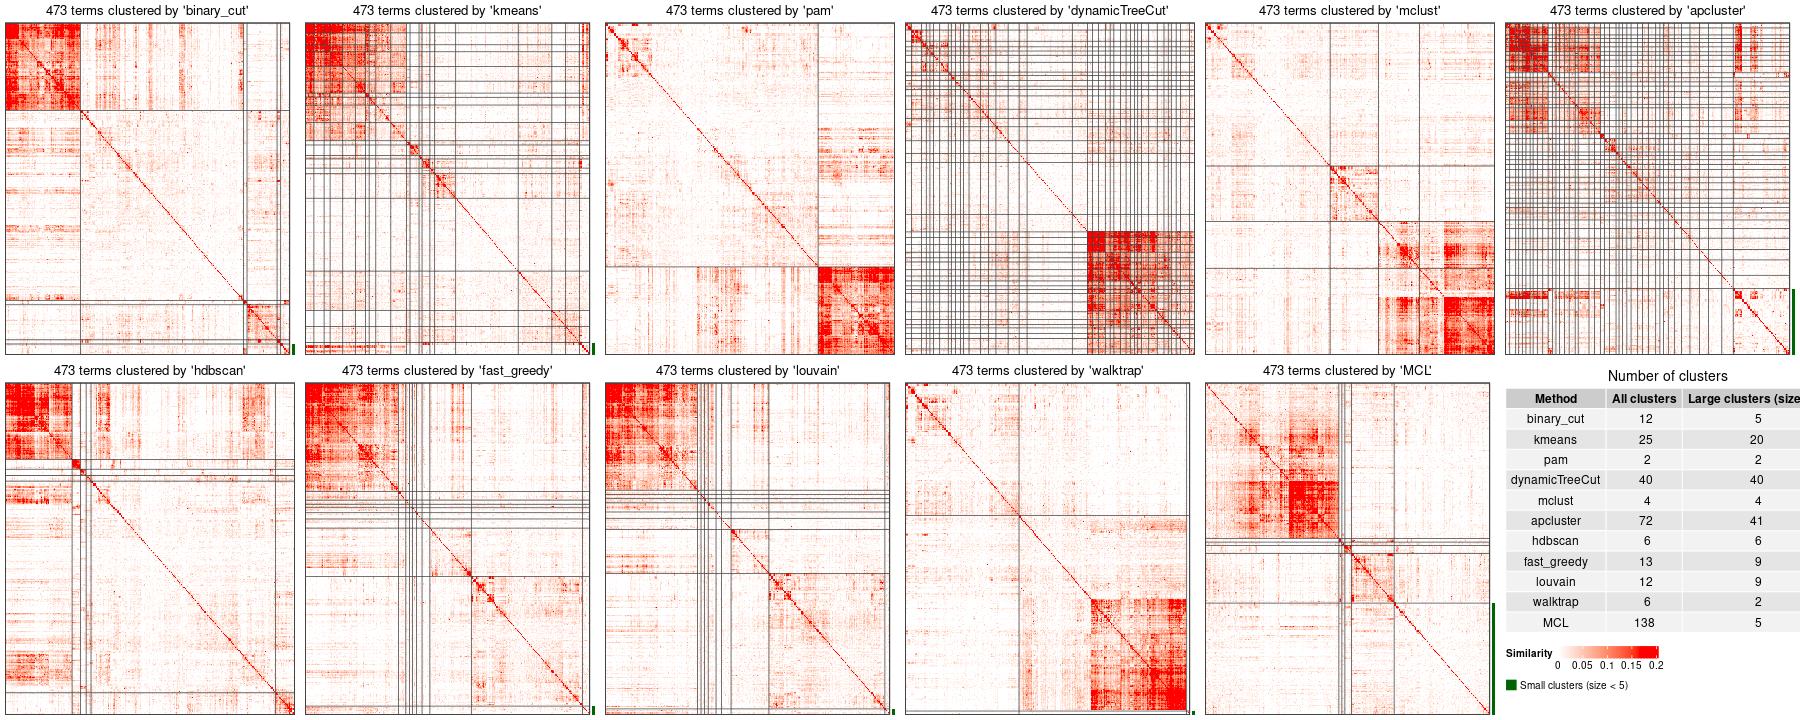 473 terms clustered by 'binary_cut'
473 terms clustered by 'kmeans'
473 terms clustered by 'pam'
473 terms clustered by 'dynamicTreeCut'
473 terms clustered by 'mclust'
473 terms clustered by 'apcluster'
473 terms clustered by 'hdbscan'
473 terms clustered by 'fast_greedy'
473 terms clustered by 'louvain'
473 terms clustered by 'walktrap'
473 terms clustered by 'MCL'
Number of clusters
Method All clusters Large clusters (size
binary_cut 12 5
kmeans 25 20
pam 2 2
dynamicTreeCut 40 40
mclust 4 4
apcluster 72 41
hdbscan 6 6
fast_greedy 13 9
louvain 12 9
walktrap 6 2
MCL 138 5
Similarity
0 0.05 0.1 0.15 0.2
Small clusters (size < 5)